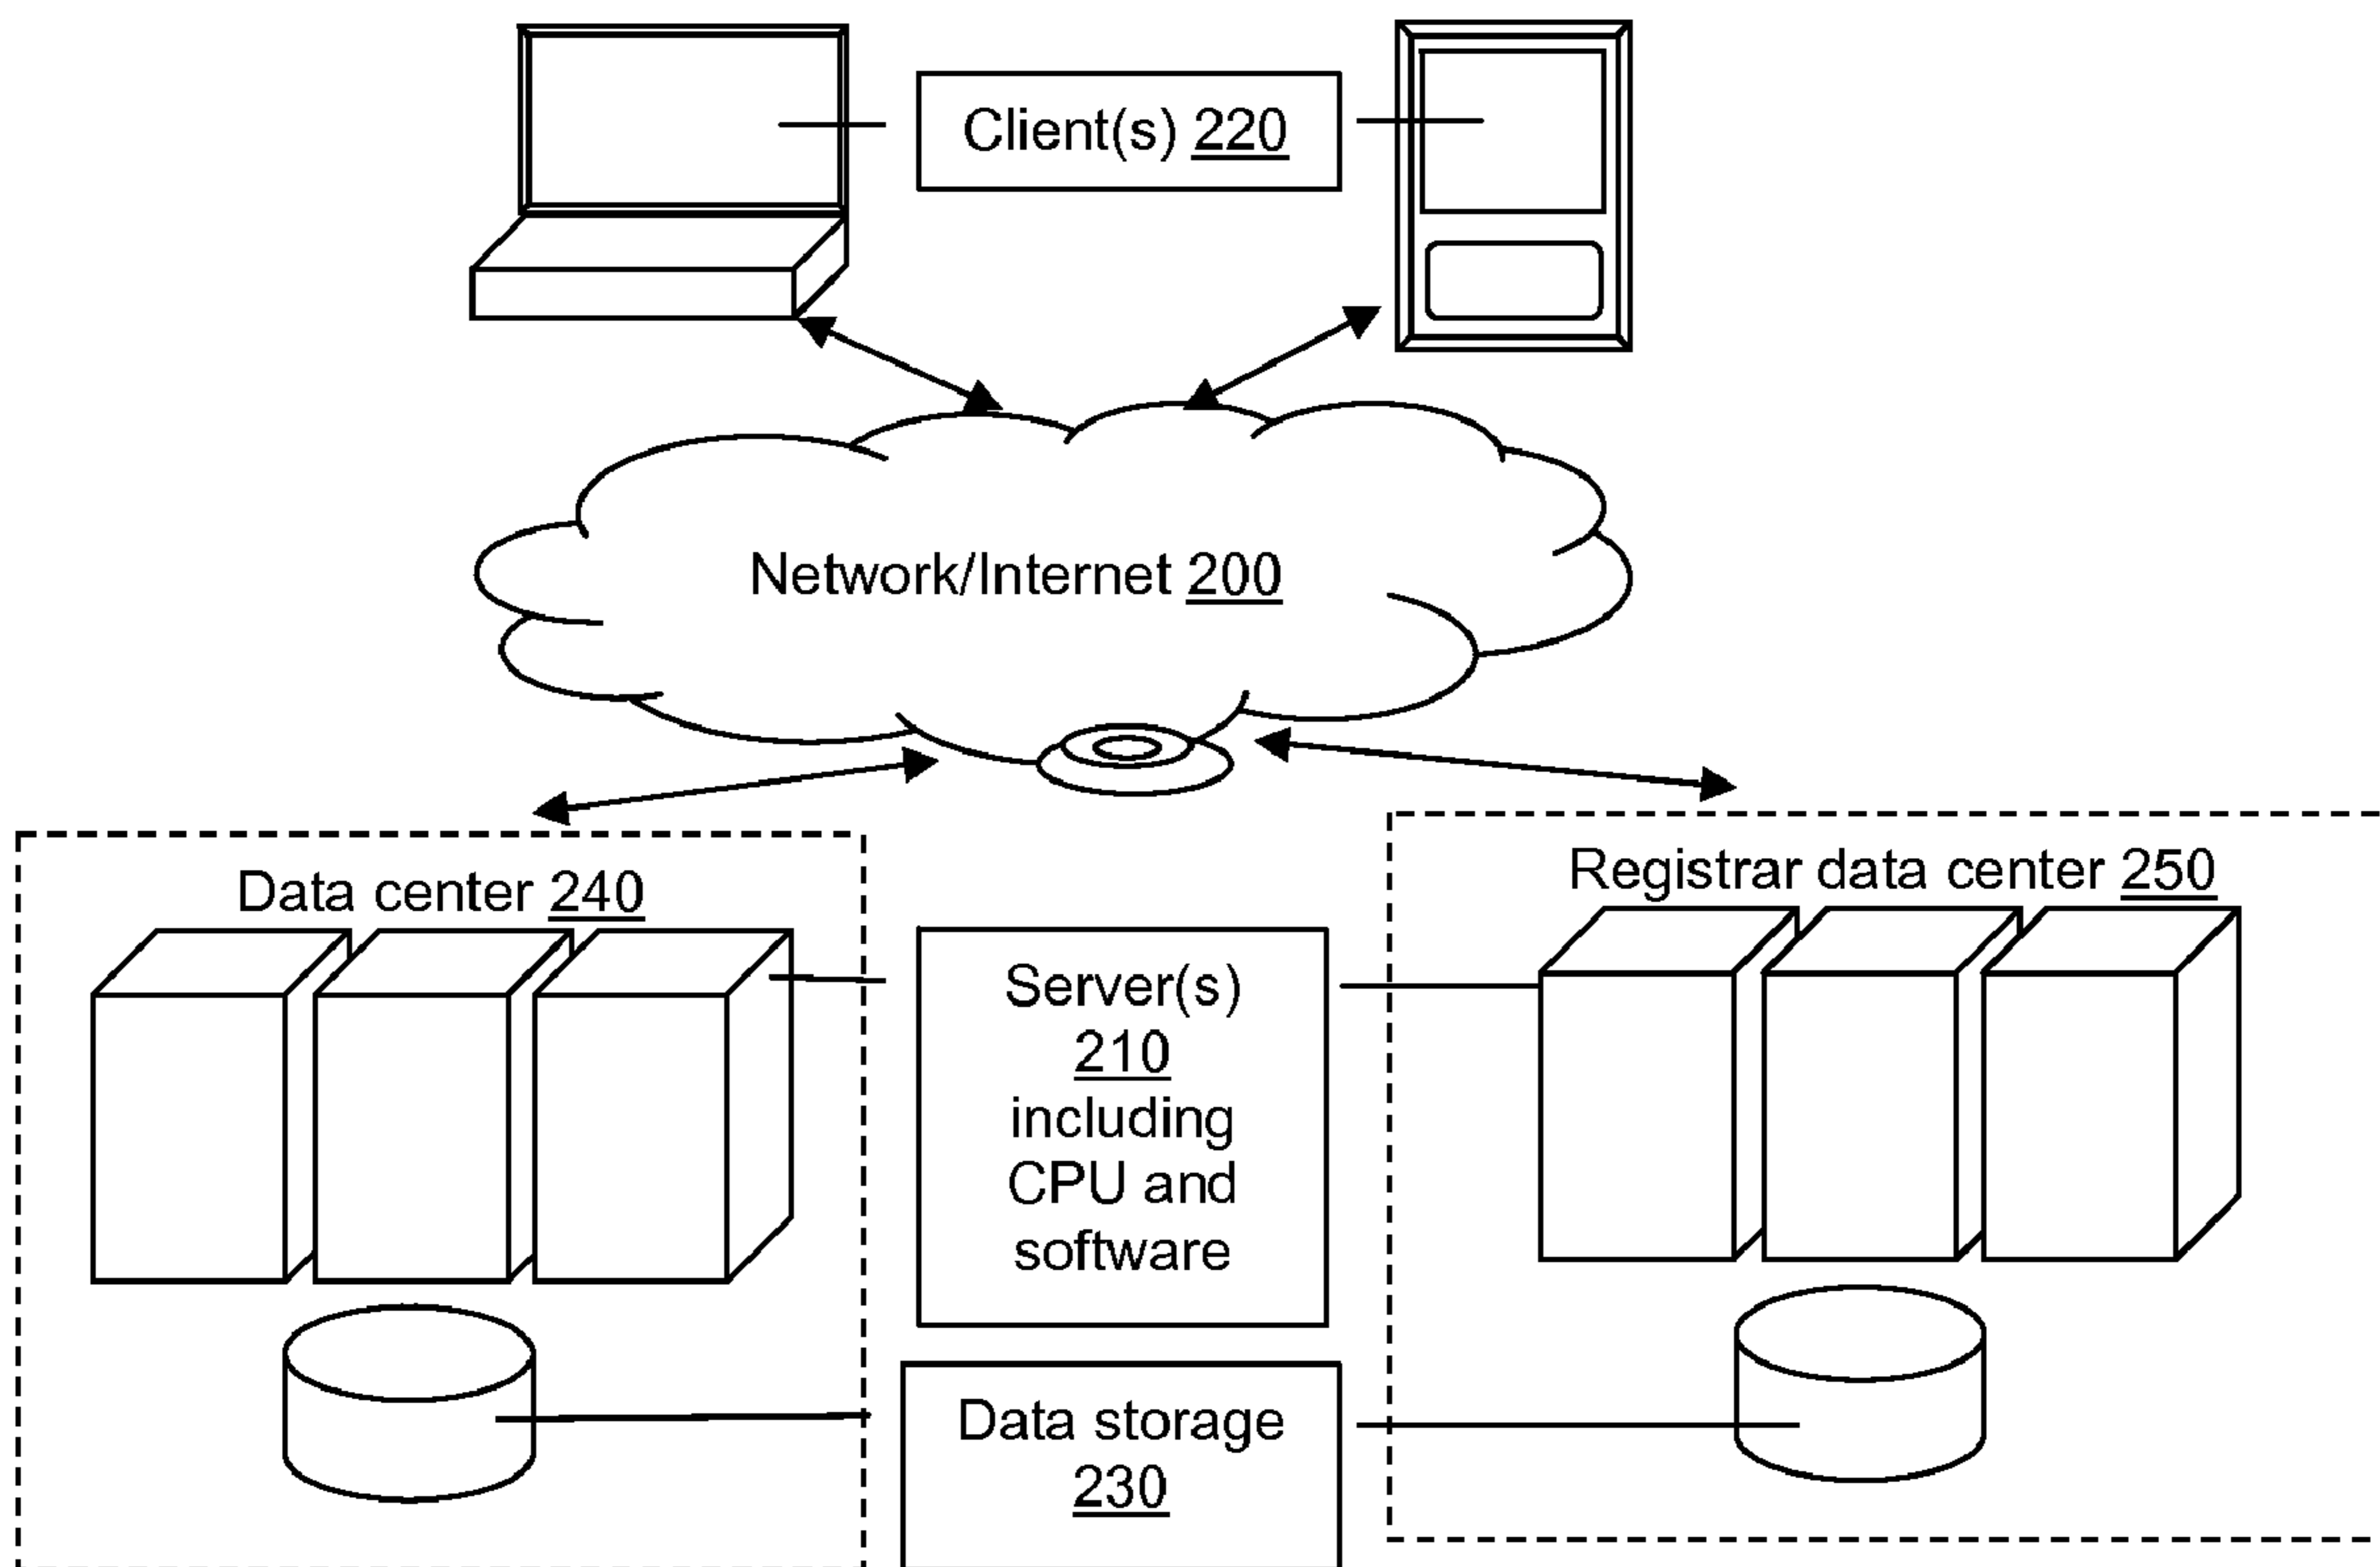 Client(s) 220
Network/Internet 200
Data center 240
Registrar data center 250
Server(s)
210
including
CPU and
software
Data storage
230